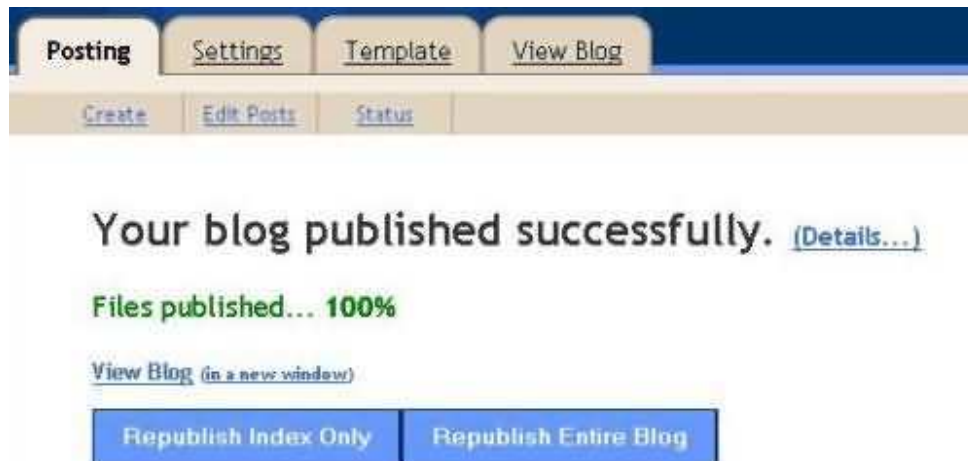 Posting Settings Template View Blog
Create Edit Posts Status
Your blog published successfully. (Details...)
Files published... 100%
View Blog (in a new window)
Republish Index Only Republish Entire Blog